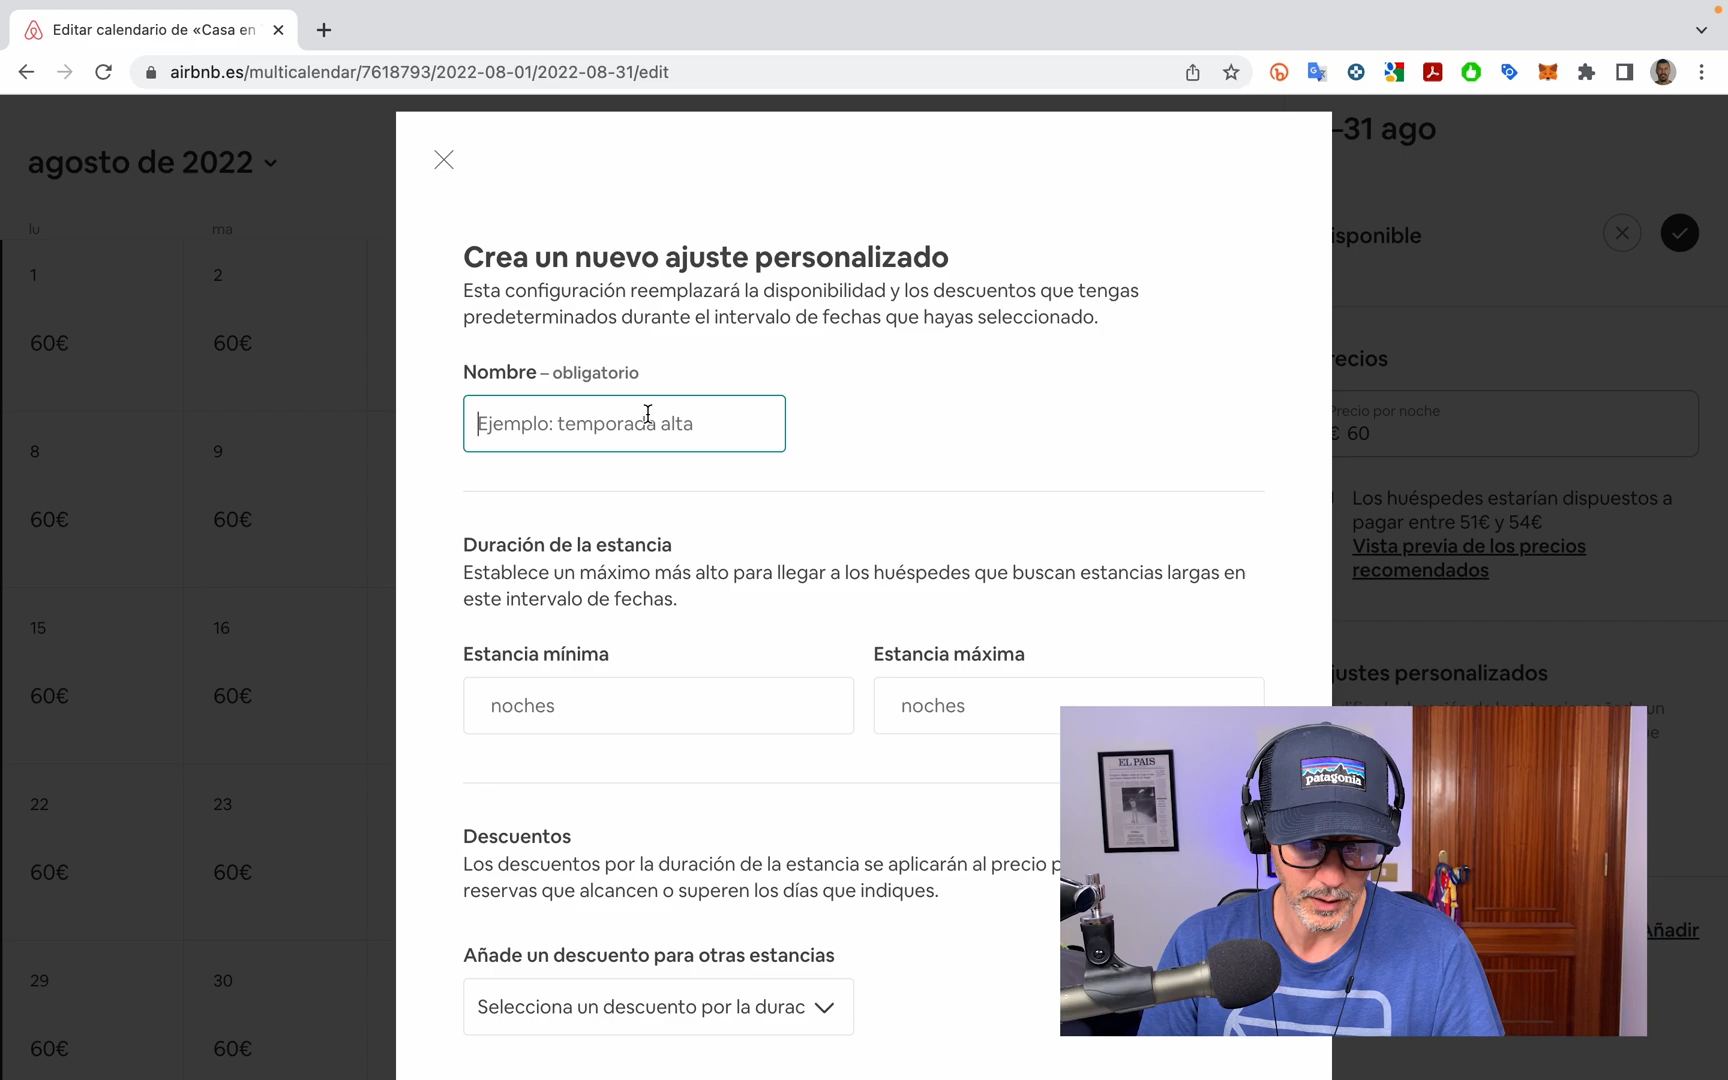 Editar calendario de «Casa en
airbnb.es/multicalendar/7618793/2022-08-01/2022-08-31/edit
agosto de 2022
lu
ma
1
2
60€
60€
8
9
60€
60€
15
16
60€
60€
22
23
60€
60€
29
30
60€
60€
Crea un nuevo ajuste personalizado
Esta configuración reemplazará la disponibilidad y los descuentos que tengas
predeterminados durante el intervalo de fechas que hayas seleccionado.
Nombre – obligatorio
Ejemplo: temporada alta
Duración de la estancia
Establece un máximo más alto para llegar a los huéspedes que buscan estancias largas en
este intervalo de fechas.
Estancia mínima
Estancia máxima
noches
noches
Descuentos
Los descuentos por la duración de la estancia se aplicarán al precio p
reservas que alcancen o superen los días que indiques.
Añade un descuento para otras estancias
Selecciona un descuento por la durac
–31 ago
isponible
recios
Precio por noche
€ 60
Los huéspedes estarían dispuestos a
pagar entre 51€ y 54€
Vista previa de los precios
recomendados
justes personalizados
Añadir
EL PAIS
patagonia